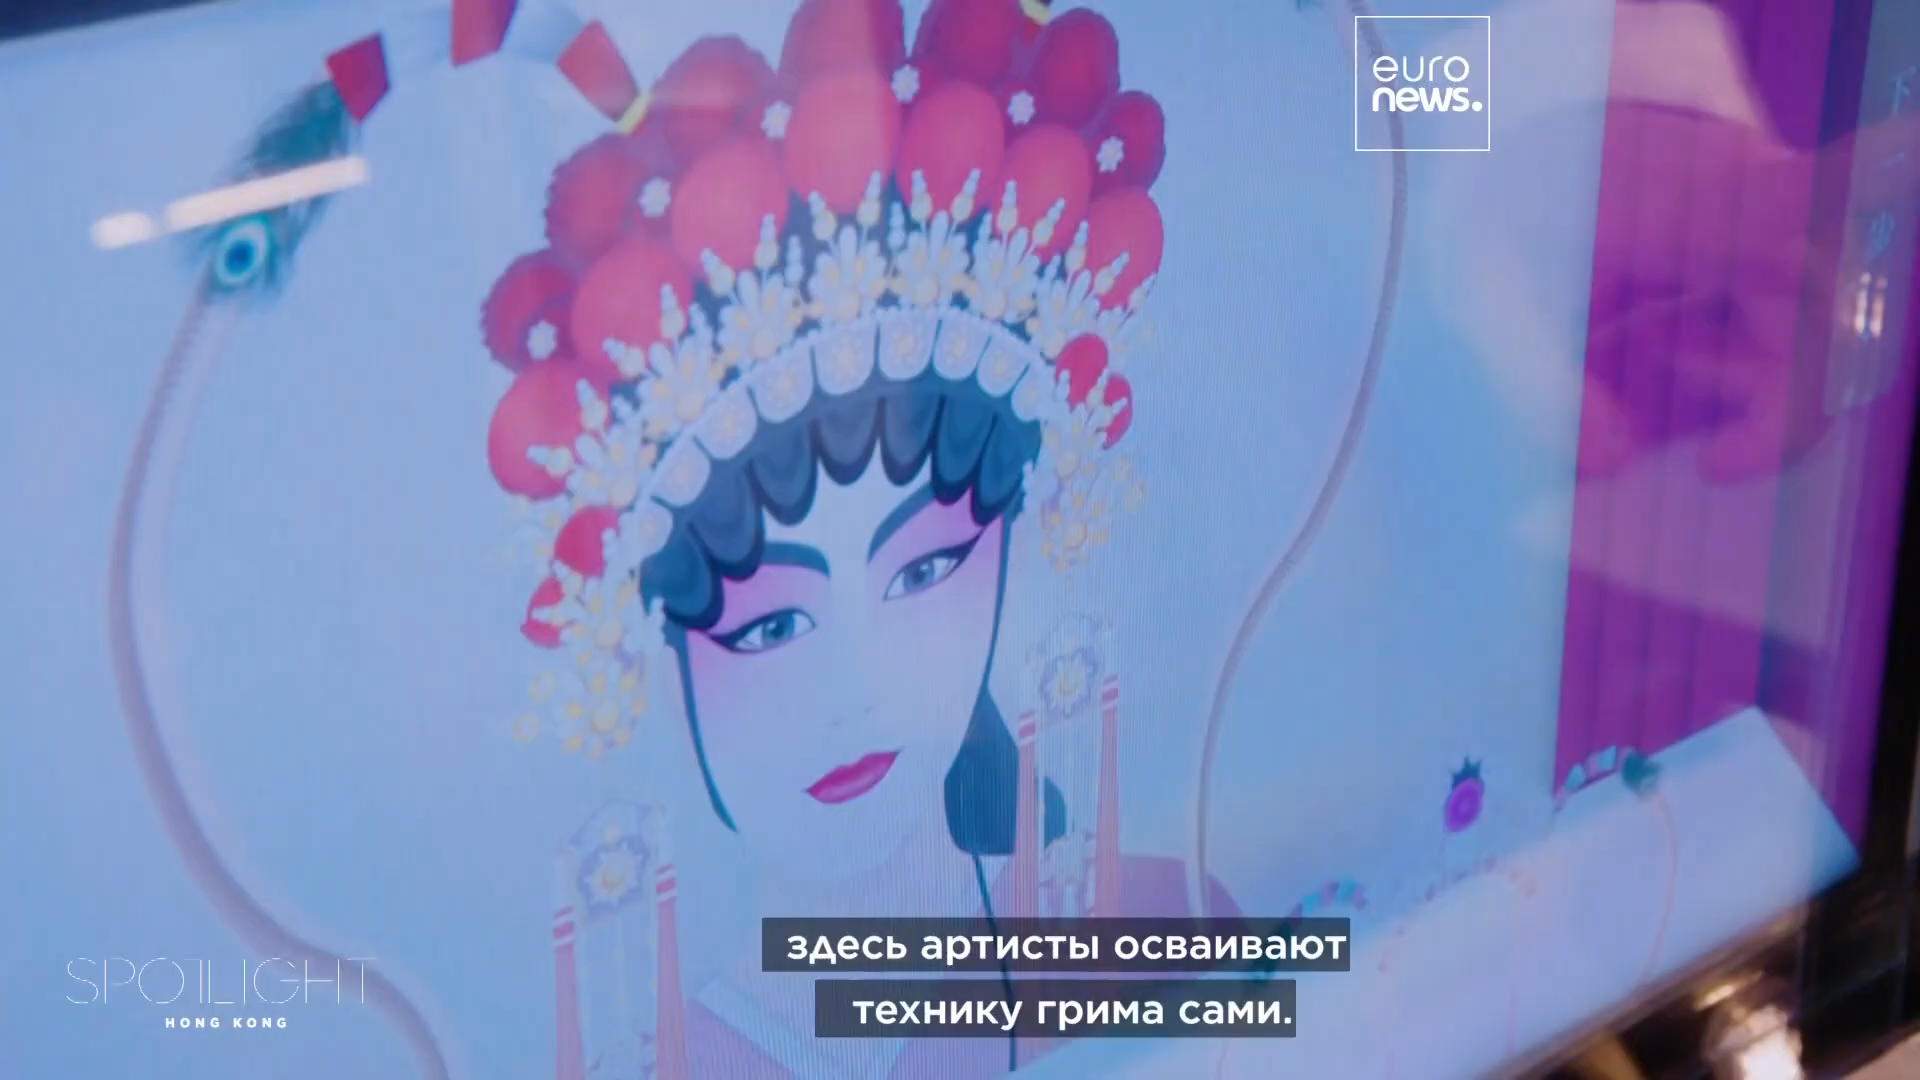 euro
news.
здесь артисты осваивают
технику грима сами.
SPOTLIGHT
HONG KONG